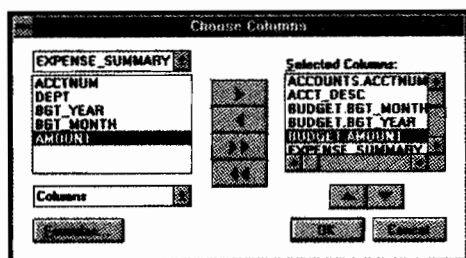 Choose Columns
EXPENSE_SUMMARY
ACCTNUM
DEPT
BGT_YEAR
BGT_MONTH
AMOUNT
Columns
Selected Columns:
ACCOUNTS.ACCTNUM
ACCT_DESC
BUDGET.BGT_MONTH
BUDGET.BGT_YEAR
BUDGET.AMOUNT
EXPENSE_SUMMARY
OK
Cancel